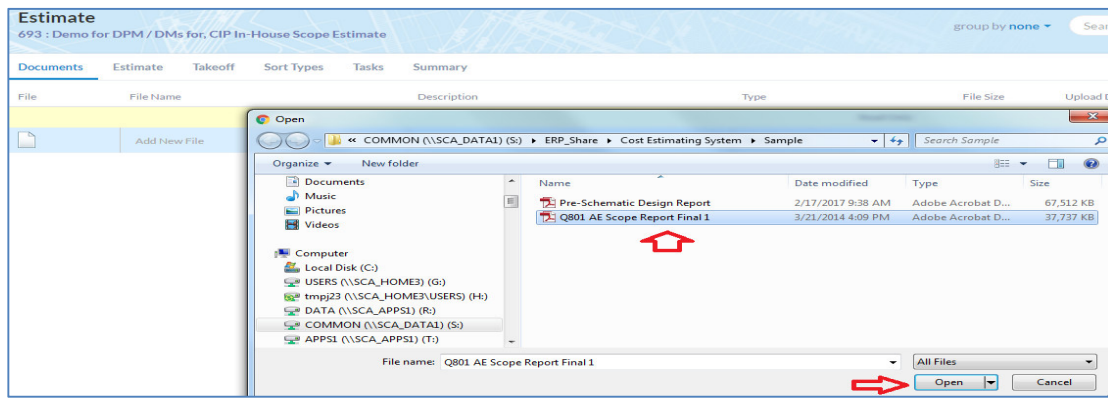 Estimate
693 : Demo for DPM / DMs for, CIP In-House Scope Estimate
group by none
Sear
Documents Estimate Takeoff Sort Types Tasks Summary
File File Name Description Type File Size Upload D
Add New File
Open
« COMMON (\\SCA_DATA1) (S:) ERP_Share Cost Estimating System Sample
Search Sample
Organize New folder
Documents
Music
Pictures
Videos
Computer
Local Disk (C:)
USERS (\\SCA_HOME3) (G:)
tmpj23 (\\SCA_HOME3\USERS) (H:)
DATA (\\SCA_APPS1) (R:)
COMMON (\\SCA_DATA1) (S:)
APPS1 (\\SCA_APPS1) (T:)
Name Date modified Type Size
Pre-Schematic Design Report 2/17/2017 9:38 AM Adobe Acrobat D... 67,512 KB
Q801 AE Scope Report Final 1 3/21/2014 4:09 PM Adobe Acrobat D... 37,737 KB
File name: Q801 AE Scope Report Final 1
All Files
Open Cancel